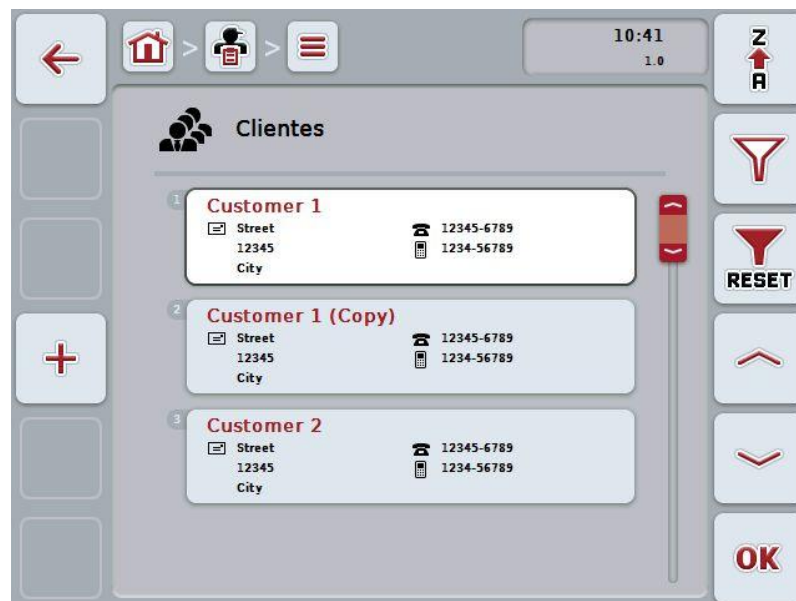 10:41
1.0
Z
A
Clientes
1
Customer 1
Street
12345-6789
12345
1234-56789
City
RESET
2
Customer 1 (Copy)
Street
12345-6789
12345
1234-56789
City
3
Customer 2
Street
12345-6789
12345
1234-56789
City
OK